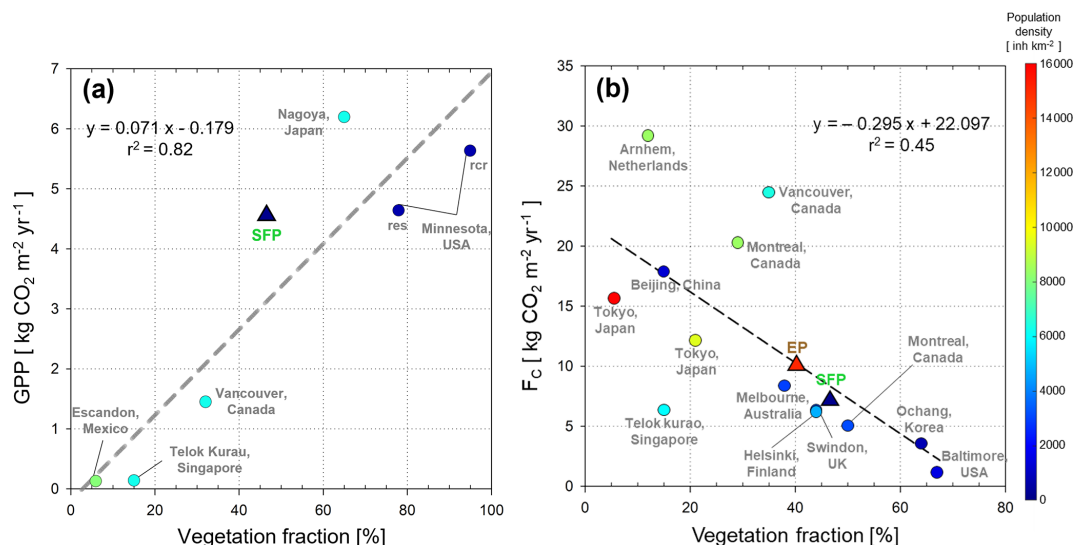 Population
density
[ inh km-2]
(a)
y = 0.071 x - 0.179
r2 = 0.82
Nagoya,
Japan
rcr
res
Minnesota,
USA
SFP
Vancouver,
Canada
Escandon,
Mexico
Telok Kurau,
Singapore
7
6
5
4
3
2
1
0
0
20
40
60
80
100
GPP [ kg CO2 m-2 yr-1 ]
Vegetation fraction [%]
(b)
y = – 0.295 x + 22.097
r2 = 0.45
Arnhem,
Netherlands
Vancouver,
Canada
Montreal,
Canada
Beijing, China
Tokyo,
Japan
Tokyo,
Japan
EP
SFP
Montreal,
Canada
Melbourne,
Australia
Telok kurao,
Singapore
Helsinki,
Finland
Swindon,
UK
Ochang,
Korea
Baltimore,
USA
35
30
25
20
15
10
5
0
0
20
40
60
80
FC [ kg CO2 m-2 yr-1 ]
Vegetation fraction [%]
16000
14000
12000
10000
8000
6000
4000
2000
0